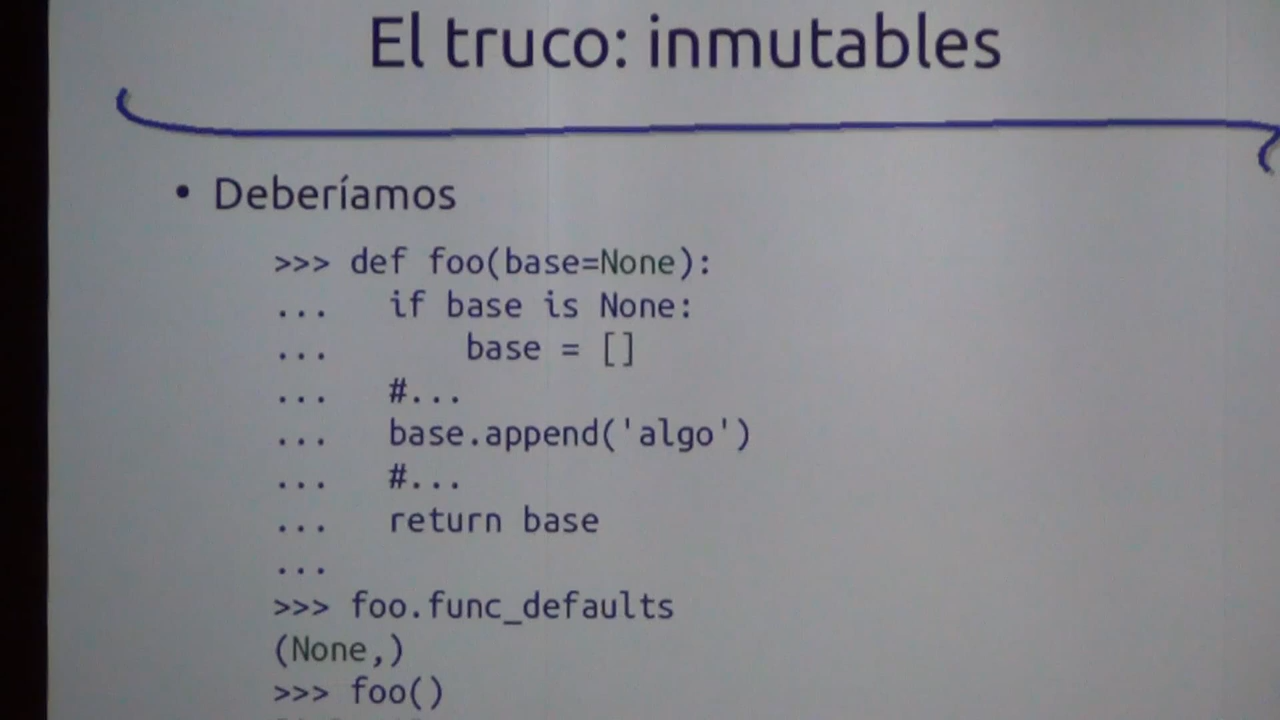 El truco: inmutables
• Deberíamos
>>> def foo(base=None):
...   if base is None:
...       base = []
...   #...
...   base.append('algo')
...   #...
...   return base
...
>>> foo.func_defaults
(None,)
>>> foo()